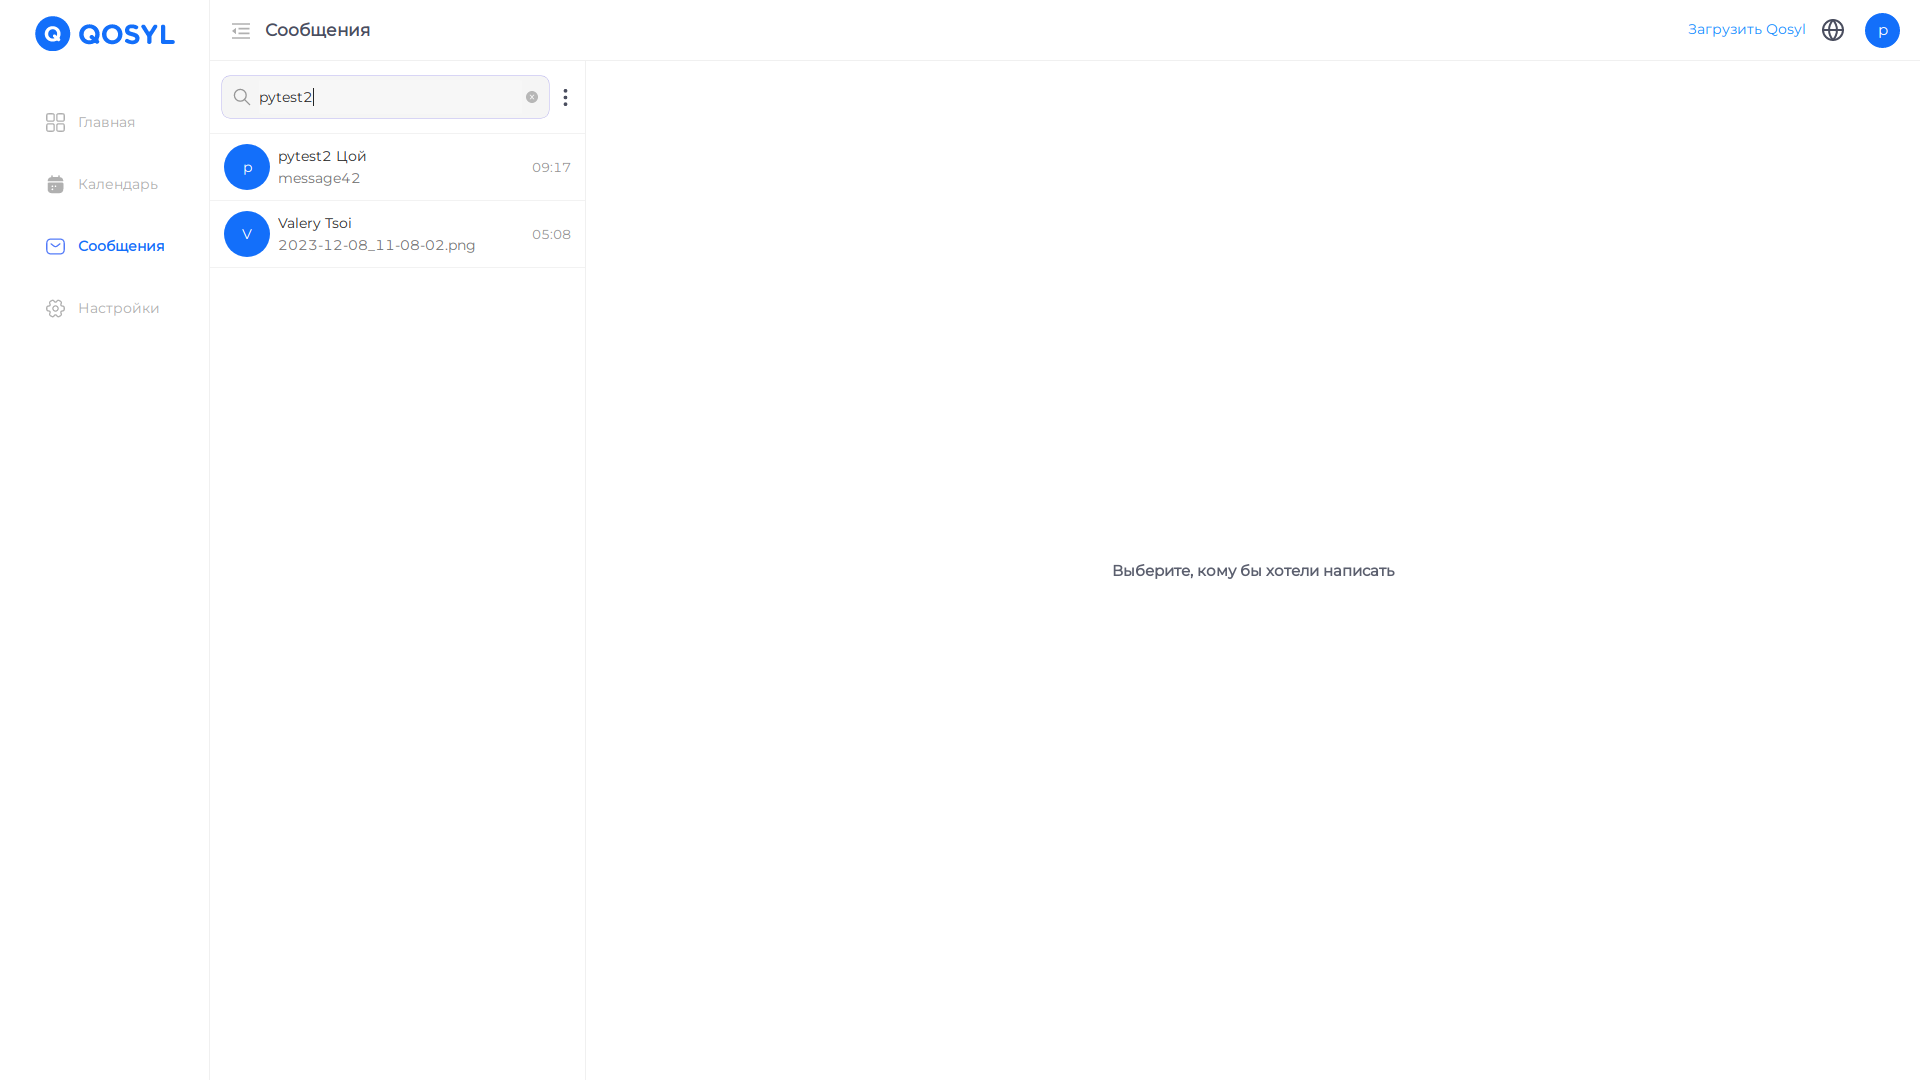 QOSYL
Сообщения
Загрузить Qosyl
p
Главная
Календарь
Сообщения
Настройки
pytest2
p
pytest2 Цой
message42
09:17
V
Valery Tsoi
2023-12-08_11-08-02.png
05:08
Выберите, кому бы хотели написать